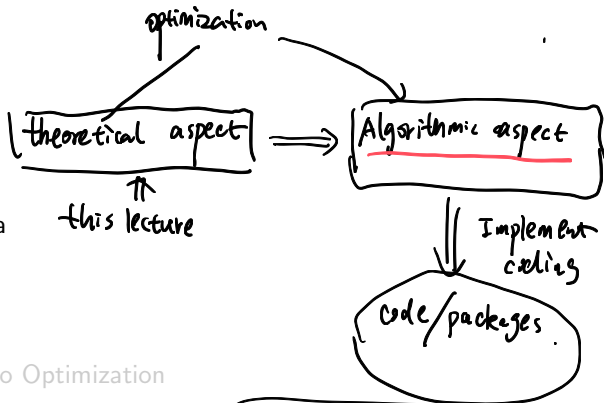 optimization
theoretical aspect
Algorithmic aspect
this lecture
a
Implement
coding
code/packages.
o Optimization